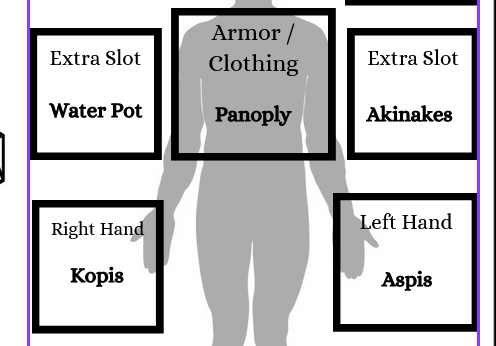 Armor /
Clothing
Panoply
Extra Slot
Water Pot
Extra Slot
Akinakes
Right Hand
Kopis
Left Hand
Aspis